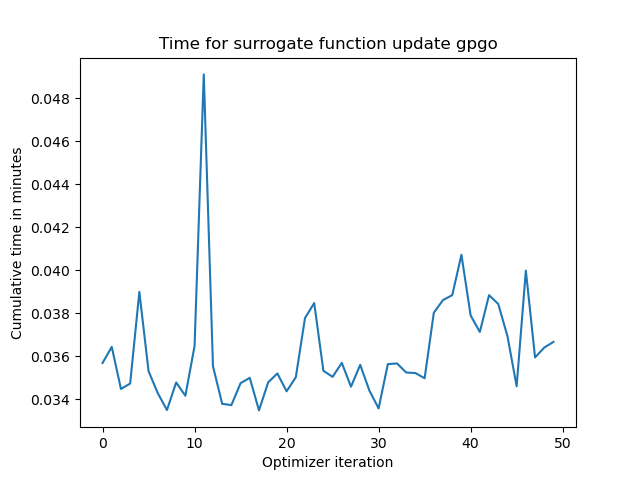 Time for surrogate function update gpgo
Cumulative time in minutes
0.048
0.046
0.044
0.042
0.040
0.038
0.036
0.034
0 10 20 30 40 50
Optimizer iteration